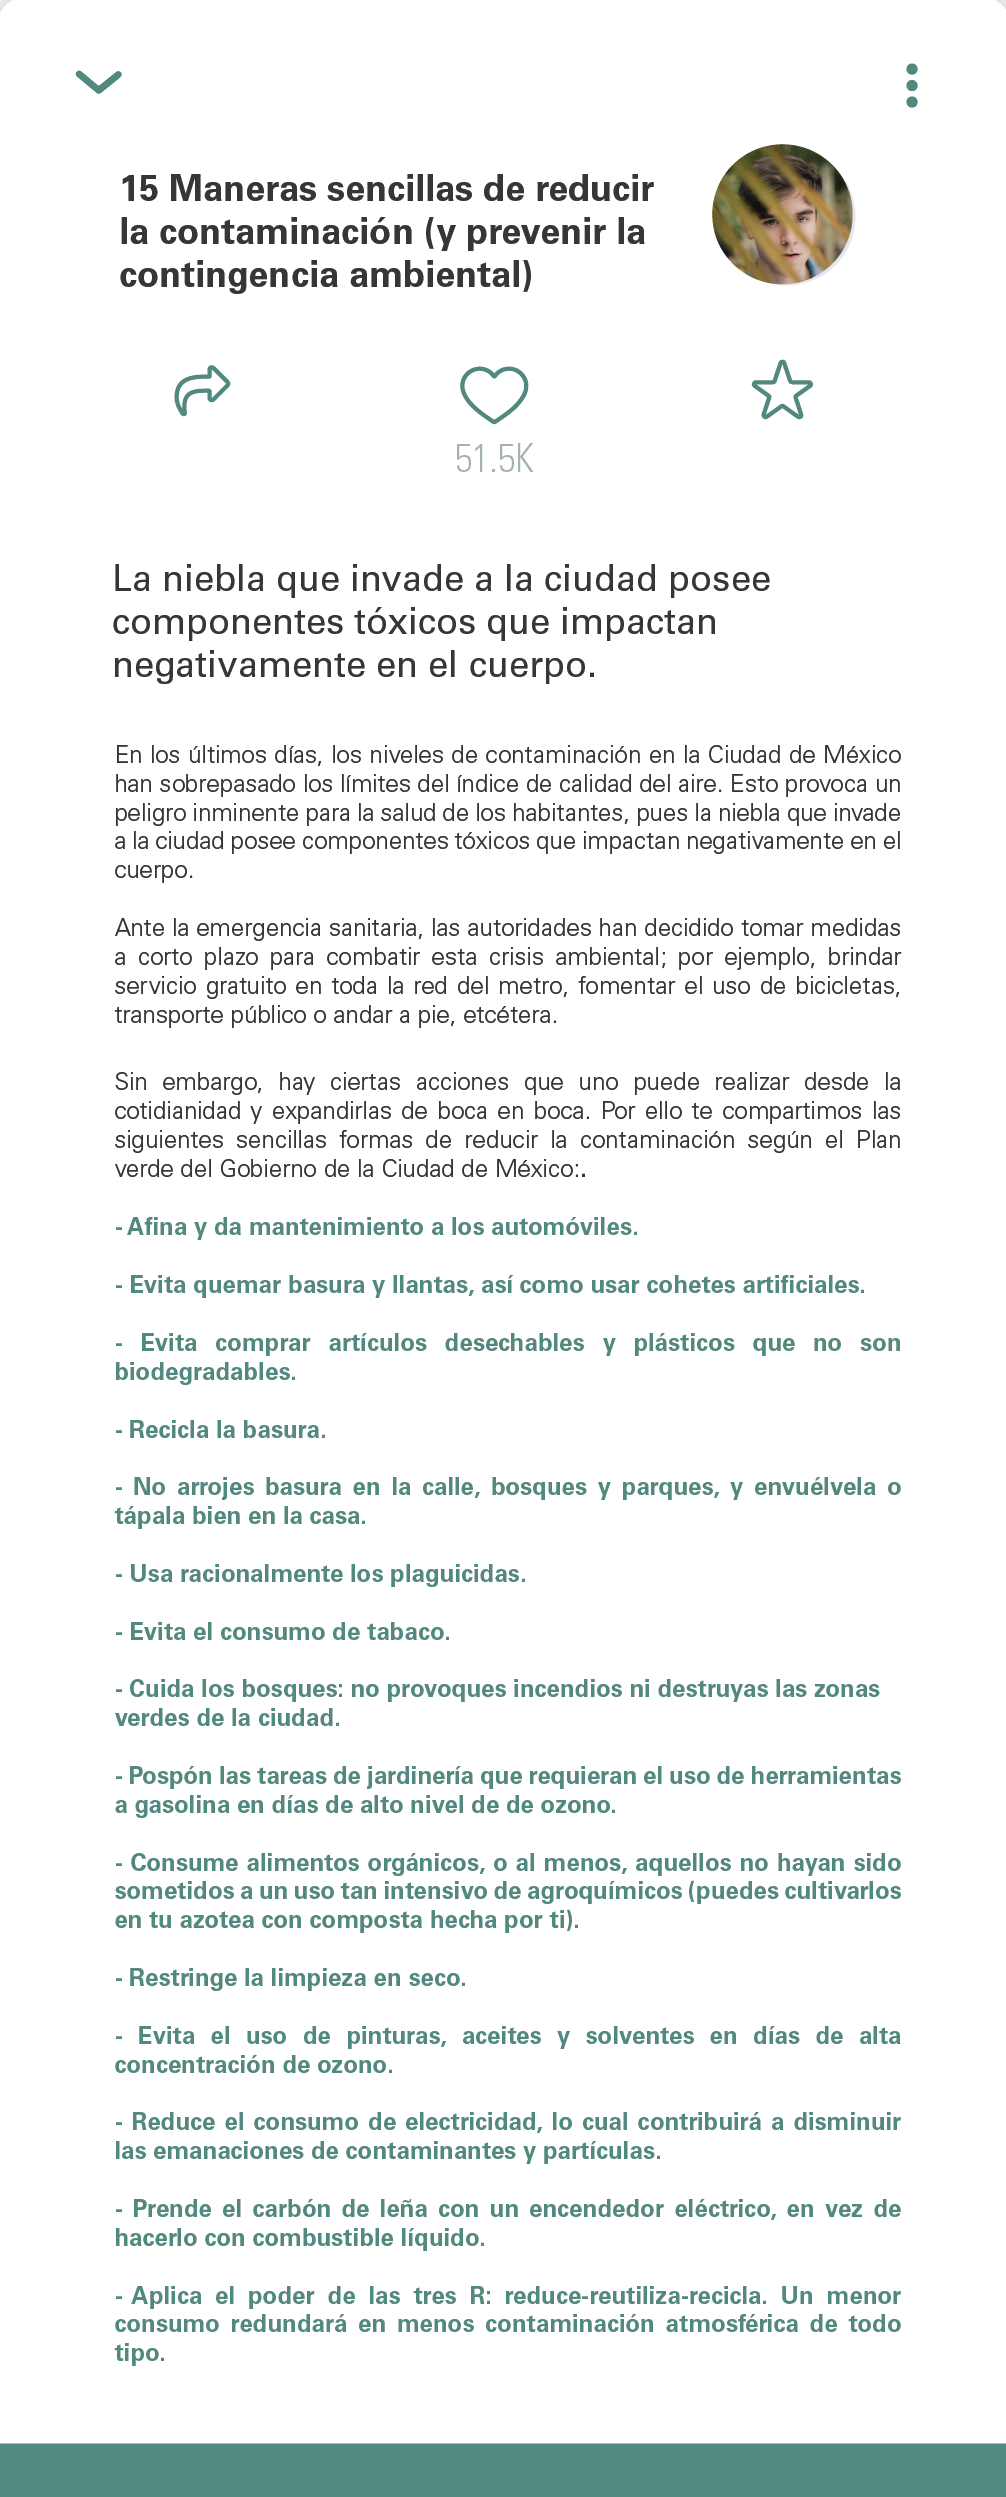 15 Maneras sencillas de reducir
la contaminación (y prevenir la
contingencia ambiental)
51.5K
La niebla que invade a la ciudad posee
componentes tóxicos que impactan
negativamente en el cuerpo.
En los últimos días, los niveles de contaminación en la Ciudad de México
han sobrepasado los límites del índice de calidad del aire. Esto provoca un
peligro inminente para la salud de los habitantes, pues la niebla que invade
a la ciudad posee componentes tóxicos que impactan negativamente en el
cuerpo.
Ante la emergencia sanitaria, las autoridades han decidido tomar medidas
a corto plazo para combatir esta crisis ambiental; por ejemplo, brindar
servicio gratuito en toda la red del metro, fomentar el uso de bicicletas,
transporte público o andar a pie, etcétera.
Sin embargo, hay ciertas acciones que uno puede realizar desde la
cotidianidad y expandirlas de boca en boca. Por ello te compartimos las
siguientes sencillas formas de reducir la contaminación según el Plan
verde del Gobierno de la Ciudad de México:.
- Afina y da mantenimiento a los automóviles.
- Evita quemar basura y llantas, así como usar cohetes artificiales.
- Evita comprar artículos desechables y plásticos que no son
biodegradables.
- Recicla la basura.
- No arrojes basura en la calle, bosques y parques, y envuélvela o
tápala bien en la casa.
- Usa racionalmente los plaguicidas.
- Evita el consumo de tabaco.
- Cuida los bosques: no provoques incendios ni destruyas las zonas
verdes de la ciudad.
- Pospón las tareas de jardinería que requieran el uso de herramientas
a gasolina en días de alto nivel de de ozono.
- Consume alimentos orgánicos, o al menos, aquellos no hayan sido
sometidos a un uso tan intensivo de agroquímicos (puedes cultivarlos
en tu azotea con composta hecha por ti).
- Restringe la limpieza en seco.
- Evita el uso de pinturas, aceites y solventes en días de alta
concentración de ozono.
- Reduce el consumo de electricidad, lo cual contribuirá a disminuir
las emanaciones de contaminantes y partículas.
- Prende el carbón de leña con un encendedor eléctrico, en vez de
hacerlo con combustible líquido.
- Aplica el poder de las tres R: reduce-reutiliza-recicla. Un menor
consumo redundará en menos contaminación atmosférica de todo
tipo.